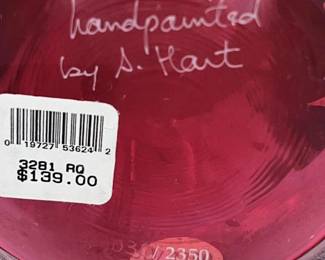 handpainted
by S. Hart
0 19727 53624 2
3281 RQ
$139.00
/ 2350